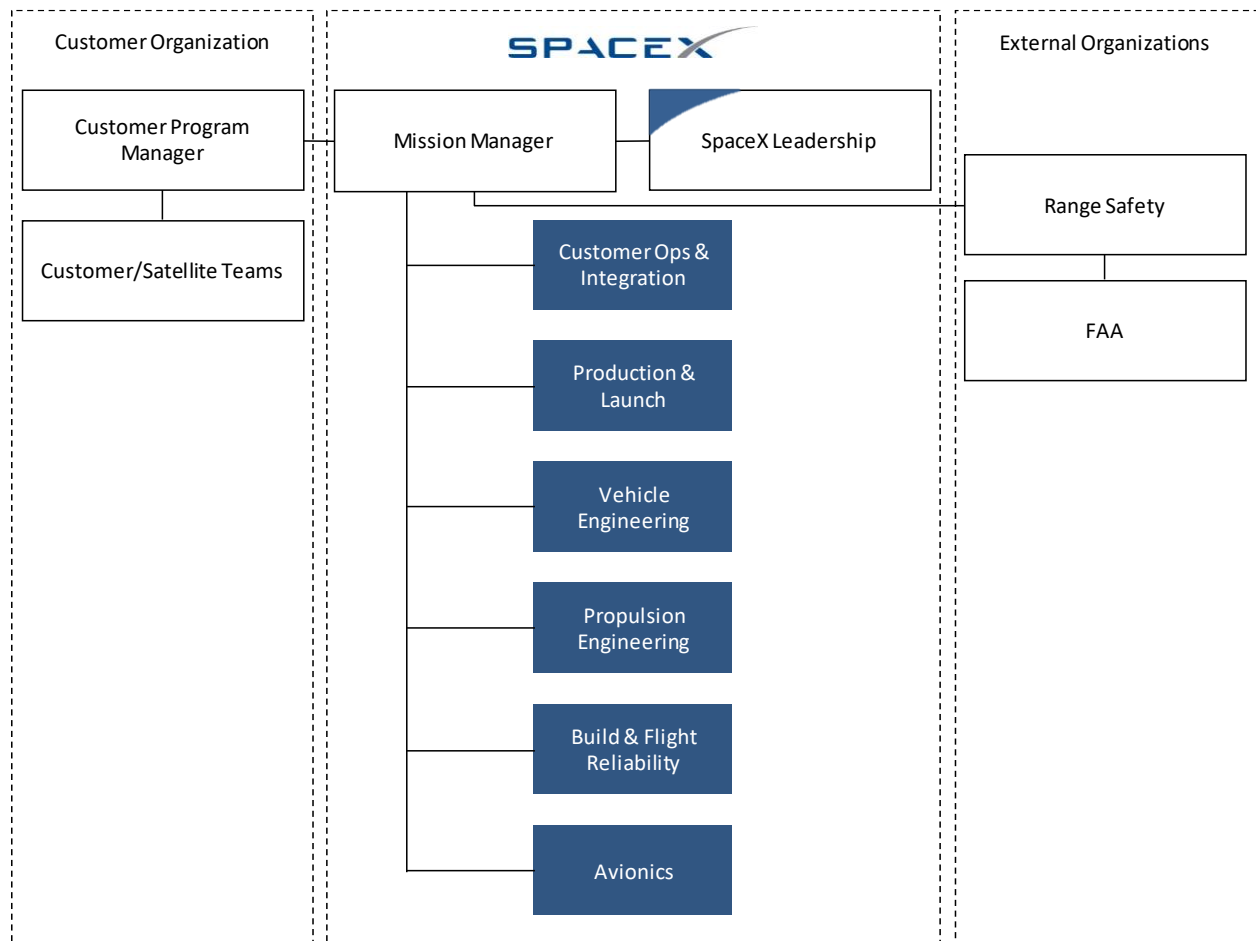 Customer Organization
SPACEX
External Organizations
Customer Program
Manager
Mission Manager
SpaceX Leadership
Range Safety
Customer/Satellite Teams
Customer Ops &
Integration
FAA
Production &
Launch
Vehicle
Engineering
Propulsion
Engineering
Build & Flight
Reliability
Avionics